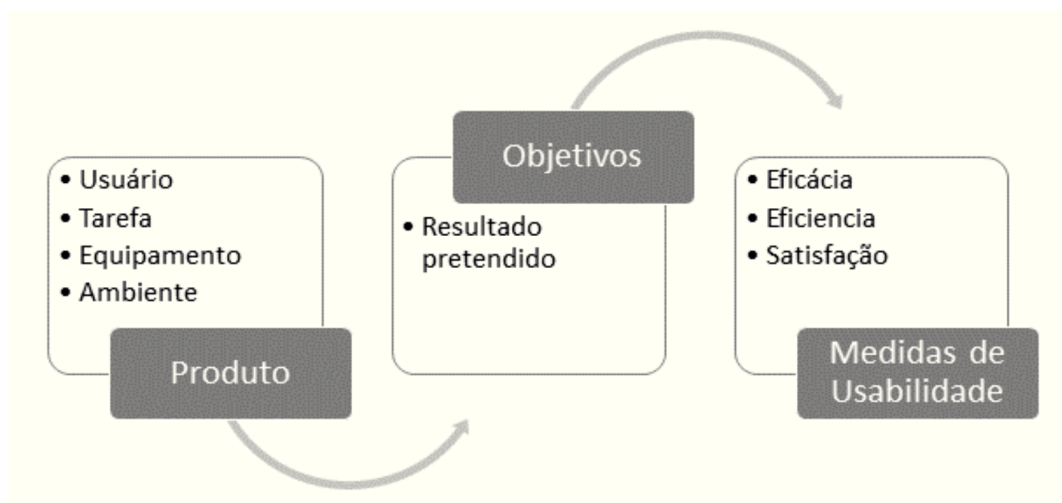 • Usuário
• Tarefa
• Equipamento
• Ambiente
Produto
Objetivos
• Resultado
pretendido
• Eficácia
• Eficiencia
• Satisfação
Medidas de
Usabilidade